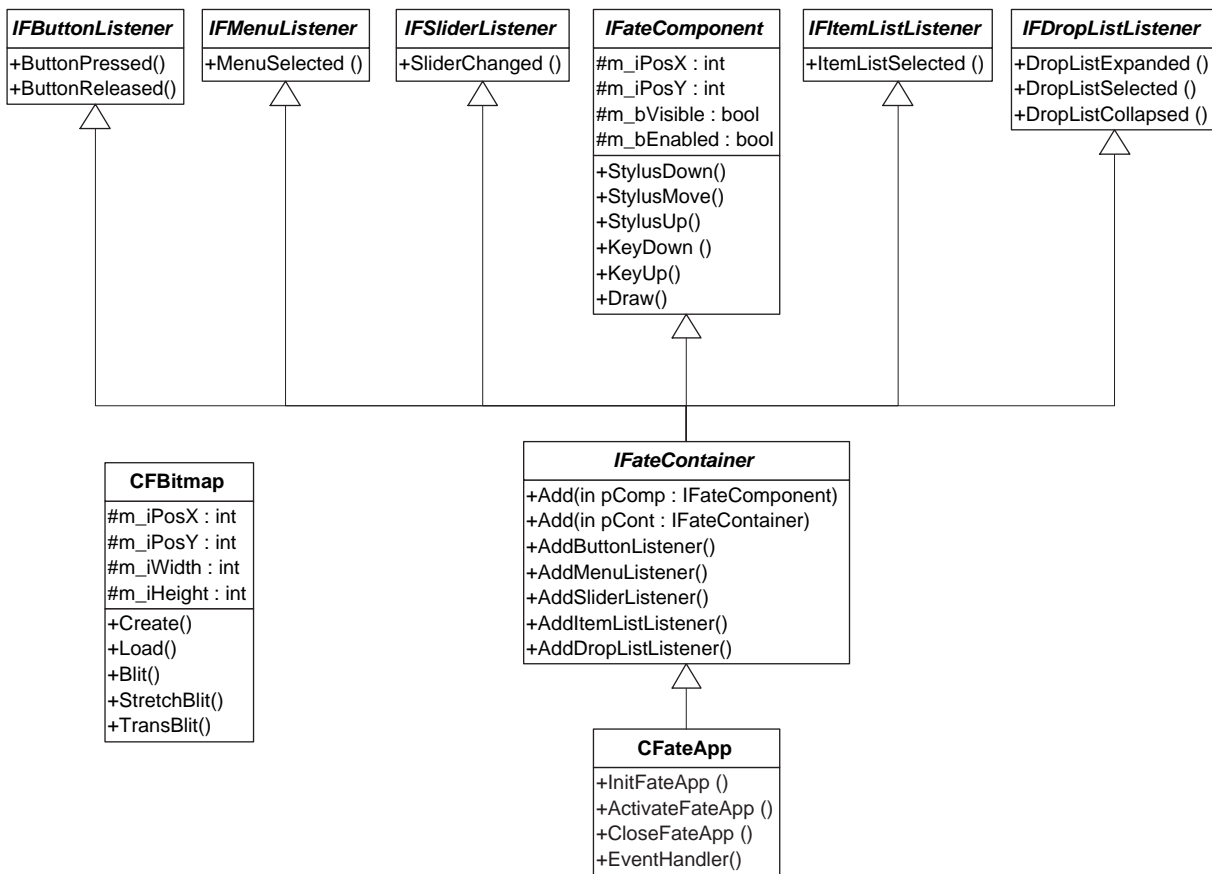 IFButtonListener
+ButtonPressed()
+ButtonReleased()
IFMenuListener
+MenuSelected ()
IFSliderListener
+SliderChanged ()
IFateComponent
#m_iPosX : int
#m_iPosY : int
#m_bVisible : bool
#m_bEnabled : bool
+StylusDown()
+StylusMove()
+StylusUp()
+KeyDown ()
+KeyUp()
+Draw()
IFItemListListener
+ItemListSelected ()
IFDropListListener
+DropListExpanded ()
+DropListSelected ()
+DropListCollapsed ()
CFBitmap
#m_iPosX : int
#m_iPosY : int
#m_iWidth : int
#m_iHeight : int
+Create()
+Load()
+Blit()
+StretchBlit()
+TransBlit()
IFateContainer
+Add(in pComp : IFateComponent)
+Add(in pCont : IFateContainer)
+AddButtonListener()
+AddMenuListener()
+AddSliderListener()
+AddItemListListener()
+AddDropListListener()
CFateApp
+InitFateApp ()
+ActivateFateApp ()
+CloseFateApp ()
+EventHandler()